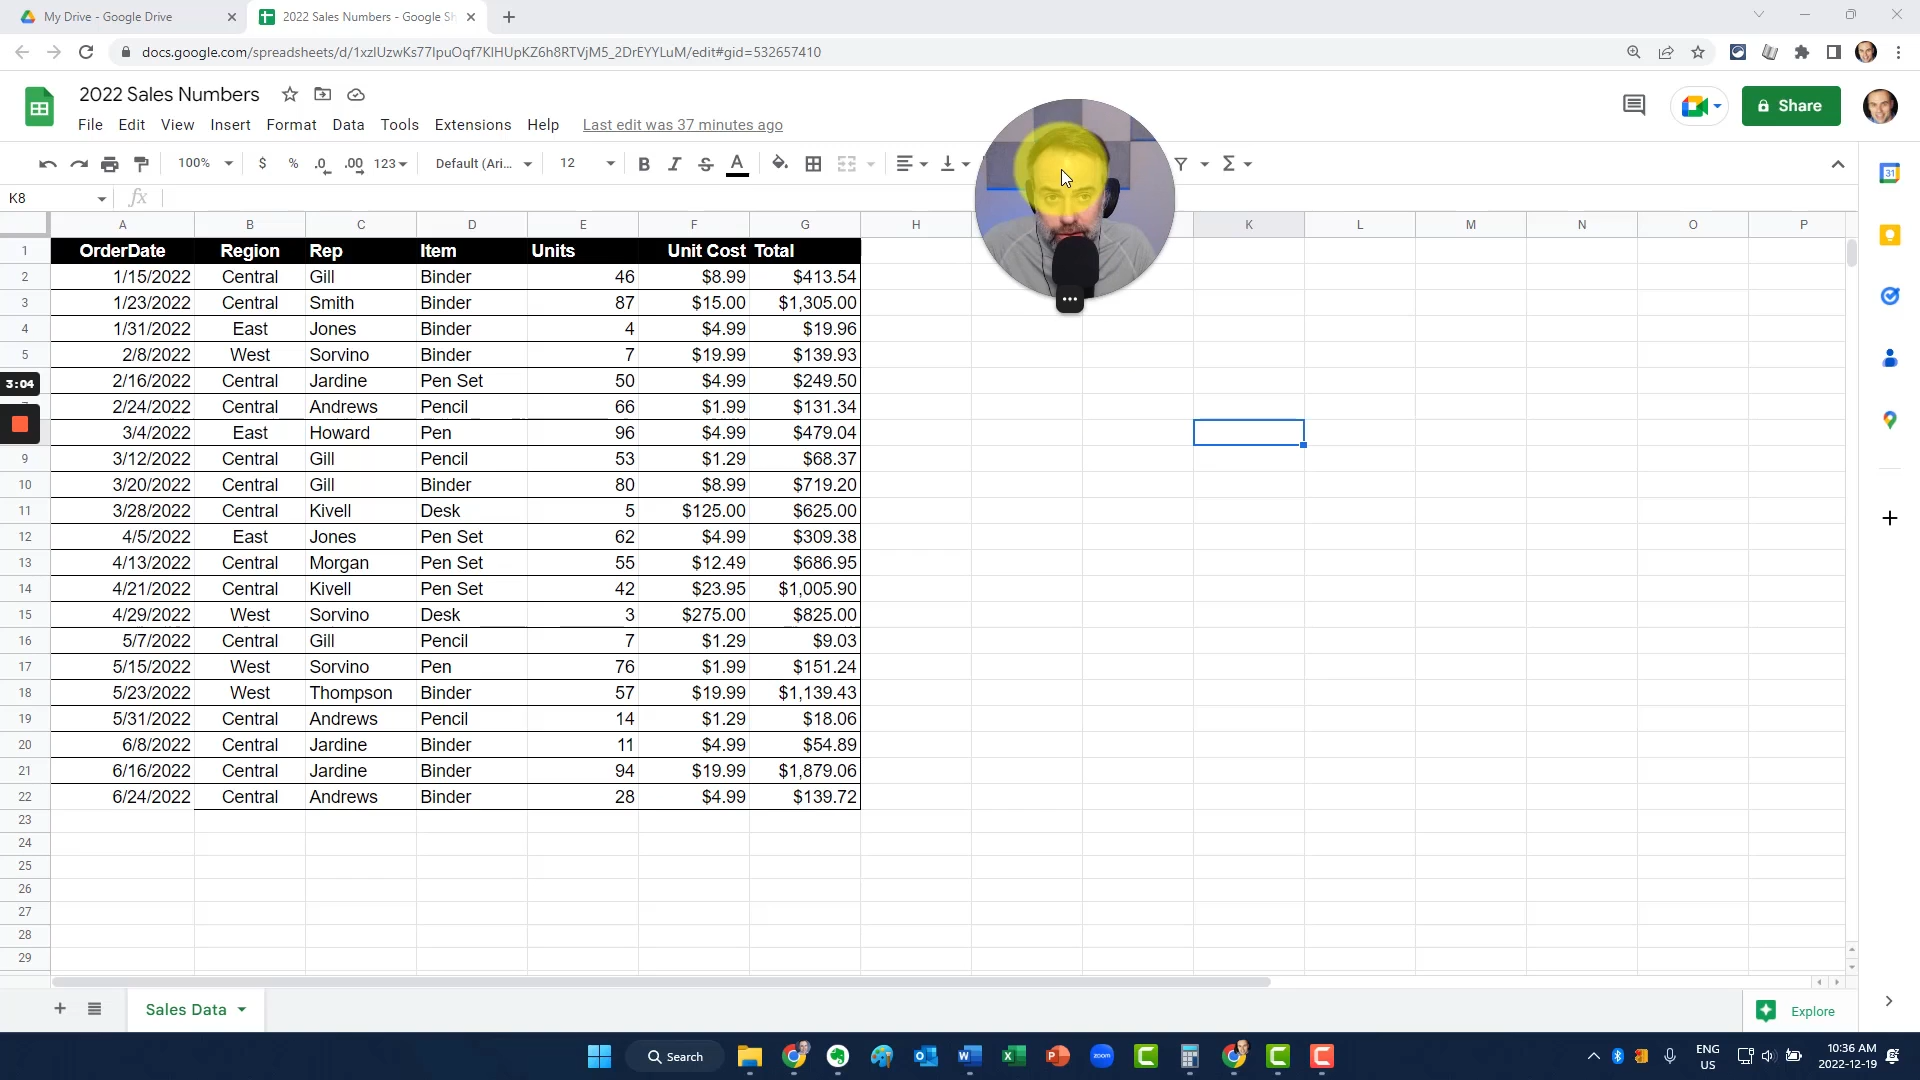 My Drive - Google Drive
2022 Sales Numbers - Google Sh
docs.google.com/spreadsheets/d/1xzlUzwKs77IpuOqf7KIHUpKZ6h8RTVjM5_2DrEYYLuM/edit#gid=532657410
2022 Sales Numbers
File Edit View Insert Format Data Tools Extensions Help Last edit was 37 minutes ago
Share
100% $ % .0 .00 123 Default (Ari... 12 B I S A Σ
K8 fx
A B C D E F G H K L M N O P
1 OrderDate Region Rep Item Units Unit Cost Total
2 1/15/2022 Central Gill Binder 46 $8.99 $413.54
3 1/23/2022 Central Smith Binder 87 $15.00 $1,305.00
4 1/31/2022 East Jones Binder 4 $4.99 $19.96
5 2/8/2022 West Sorvino Binder 7 $19.99 $139.93
3:04 2/16/2022 Central Jardine Pen Set 50 $4.99 $249.50
2/24/2022 Central Andrews Pencil 66 $1.99 $131.34
3/4/2022 East Howard Pen 96 $4.99 $479.04
9 3/12/2022 Central Gill Pencil 53 $1.29 $68.37
10 3/20/2022 Central Gill Binder 80 $8.99 $719.20
11 3/28/2022 Central Kivell Desk 5 $125.00 $625.00
12 4/5/2022 East Jones Pen Set 62 $4.99 $309.38
13 4/13/2022 Central Morgan Pen Set 55 $12.49 $686.95
14 4/21/2022 Central Kivell Pen Set 42 $23.95 $1,005.90
15 4/29/2022 West Sorvino Desk 3 $275.00 $825.00
16 5/7/2022 Central Gill Pencil 7 $1.29 $9.03
17 5/15/2022 West Sorvino Pen 76 $1.99 $151.24
18 5/23/2022 West Thompson Binder 57 $19.99 $1,139.43
19 5/31/2022 Central Andrews Pencil 14 $1.29 $18.06
20 6/8/2022 Central Jardine Binder 11 $4.99 $54.89
21 6/16/2022 Central Jardine Binder 94 $19.99 $1,879.06
22 6/24/2022 Central Andrews Binder 28 $4.99 $139.72
23
24
25
26
27
28
29
Sales Data
Explore
Search
zoom
ENG
US
10:36 AM
2022-12-19
31